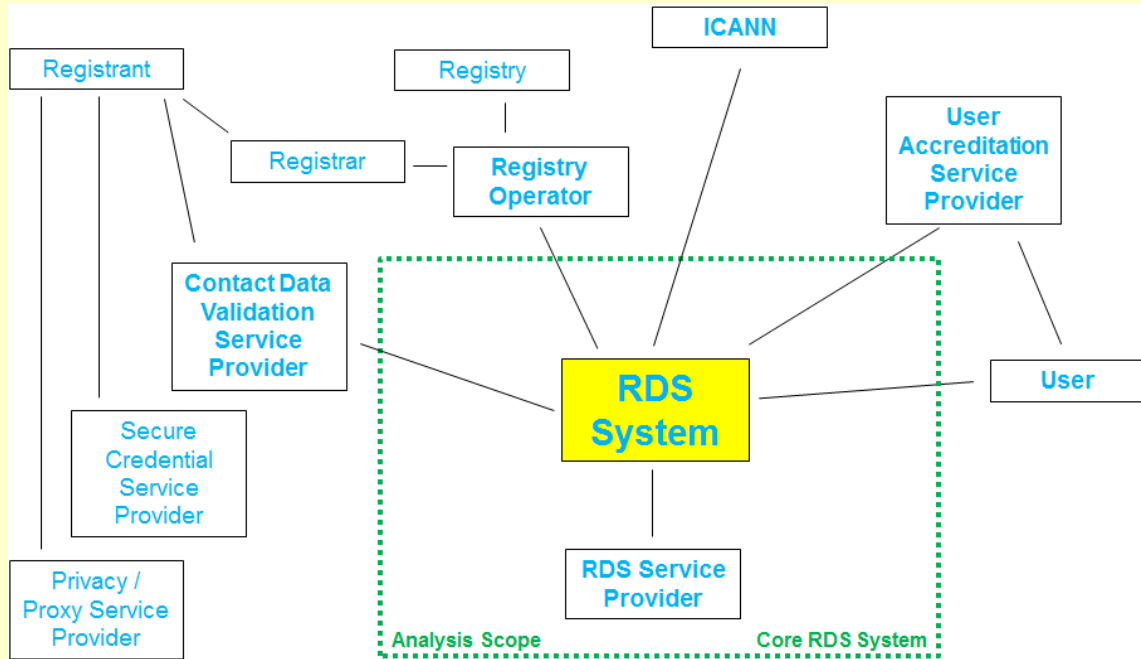 ICANN
Registrant
Registry
User
Accreditation
Service
Provider
Registrar
Registry
Operator
Contact Data
Validation
Service
Provider
RDS
System
User
Secure
Credential
Service
Provider
RDS Service
Provider
Privacy /
Proxy Service
Provider
Analysis Scope
Core RDS System